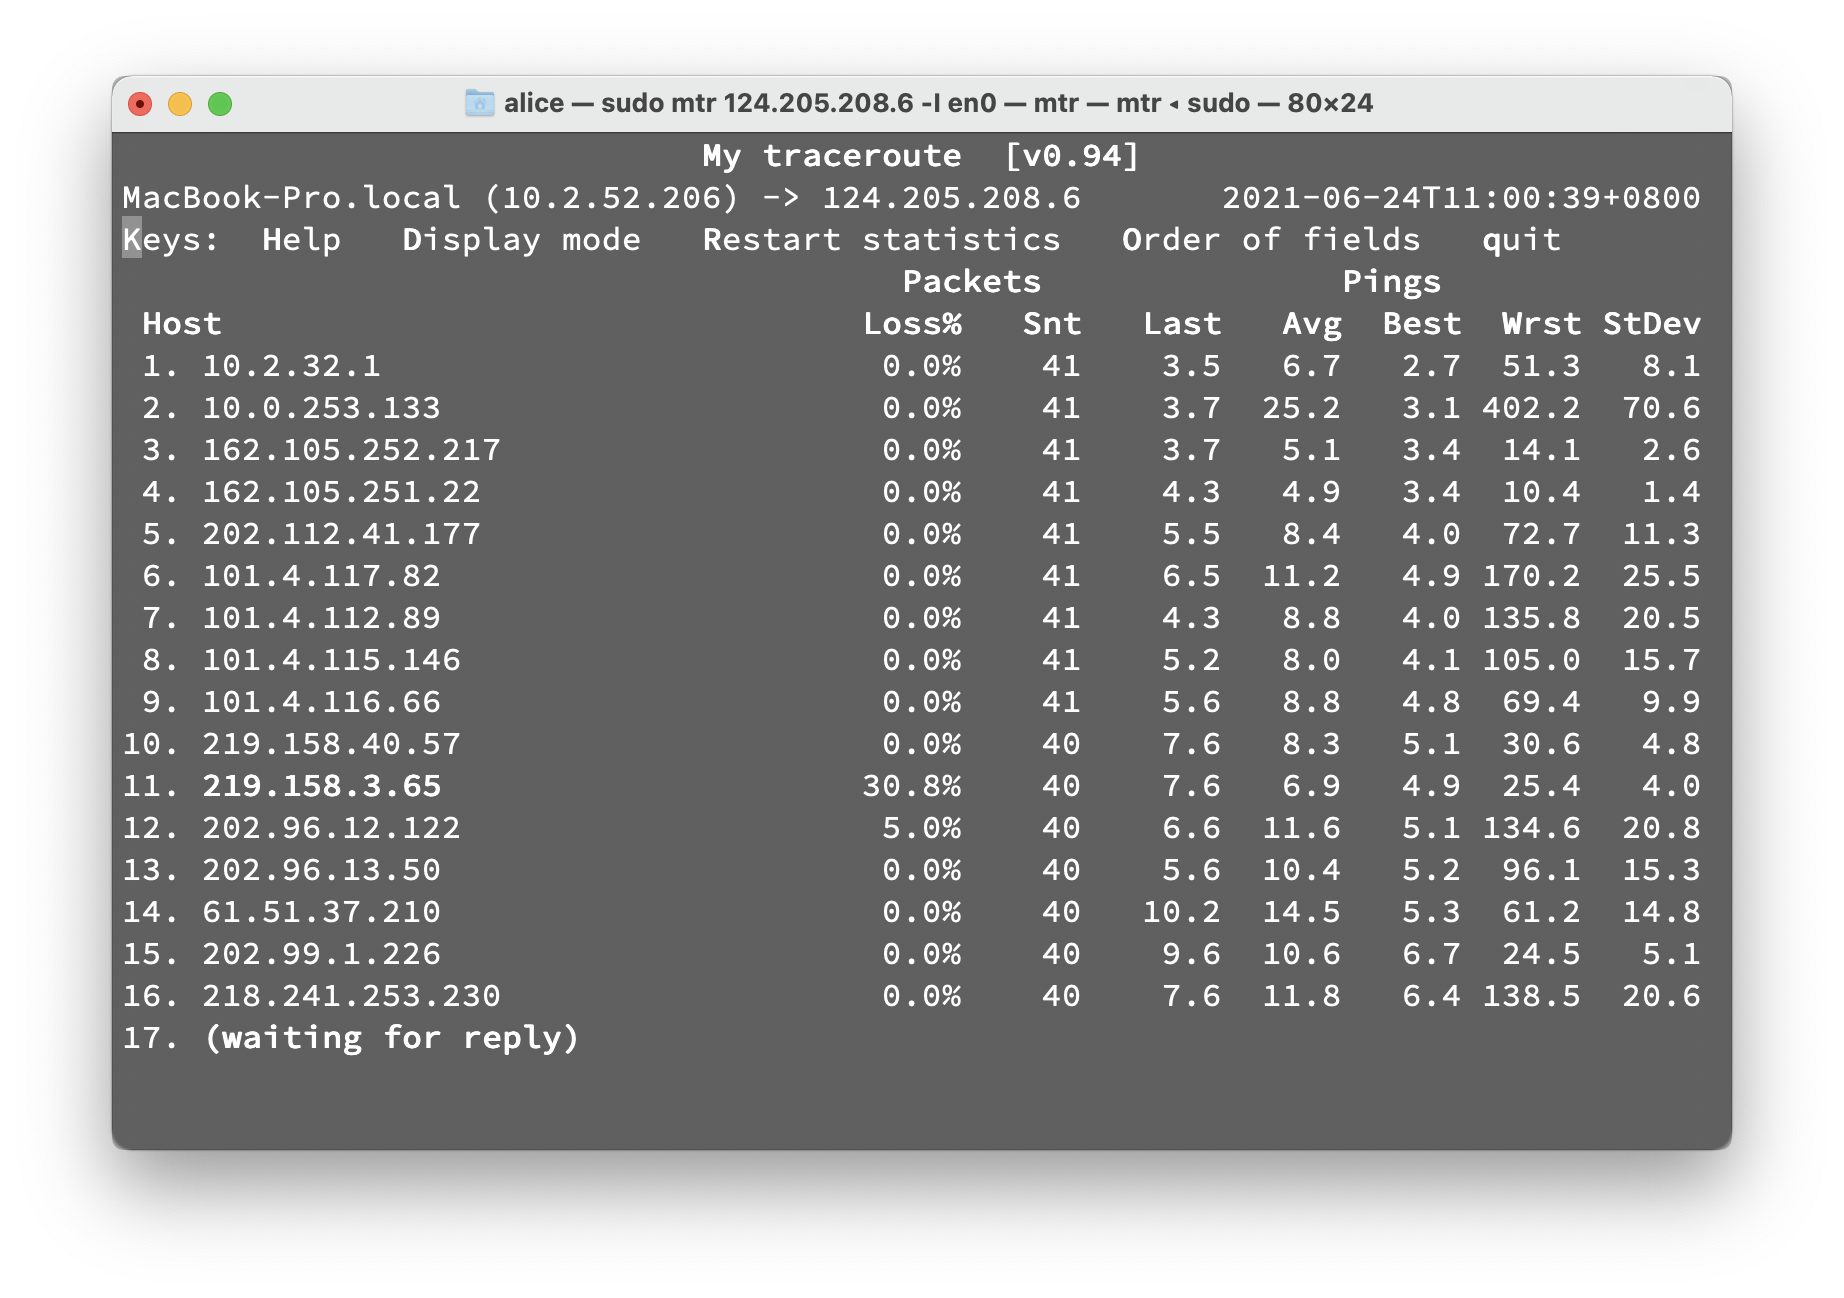 alice — sudo mtr 124.205.208.6 -I en0 — mtr — mtr ◂ sudo — 80×24
My traceroute  [v0.94]
MacBook-Pro.local (10.2.52.206) -> 124.205.208.6       2021-06-24T11:00:39+0800
Keys:  Help   Display mode   Restart statistics   Order of fields   quit
Packets               Pings
Host                                Loss%   Snt   Last   Avg  Best  Wrst StDev
1. 10.2.32.1                         0.0%    41    3.5   6.7   2.7  51.3   8.1
2. 10.0.253.133                      0.0%    41    3.7  25.2   3.1 402.2  70.6
3. 162.105.252.217                   0.0%    41    3.7   5.1   3.4  14.1   2.6
4. 162.105.251.22                    0.0%    41    4.3   4.9   3.4  10.4   1.4
5. 202.112.41.177                    0.0%    41    5.5   8.4   4.0  72.7  11.3
6. 101.4.117.82                      0.0%    41    6.5  11.2   4.9 170.2  25.5
7. 101.4.112.89                      0.0%    41    4.3   8.8   4.0 135.8  20.5
8. 101.4.115.146                     0.0%    41    5.2   8.0   4.1 105.0  15.7
9. 101.4.116.66                      0.0%    41    5.6   8.8   4.8  69.4   9.9
10. 219.158.40.57                     0.0%    40    7.6   8.3   5.1  30.6   4.8
11. 219.158.3.65                     30.8%    40    7.6   6.9   4.9  25.4   4.0
12. 202.96.12.122                     5.0%    40    6.6  11.6   5.1 134.6  20.8
13. 202.96.13.50                      0.0%    40    5.6  10.4   5.2  96.1  15.3
14. 61.51.37.210                      0.0%    40   10.2  14.5   5.3  61.2  14.8
15. 202.99.1.226                      0.0%    40    9.6  10.6   6.7  24.5   5.1
16. 218.241.253.230                   0.0%    40    7.6  11.8   6.4 138.5  20.6
17. (waiting for reply)